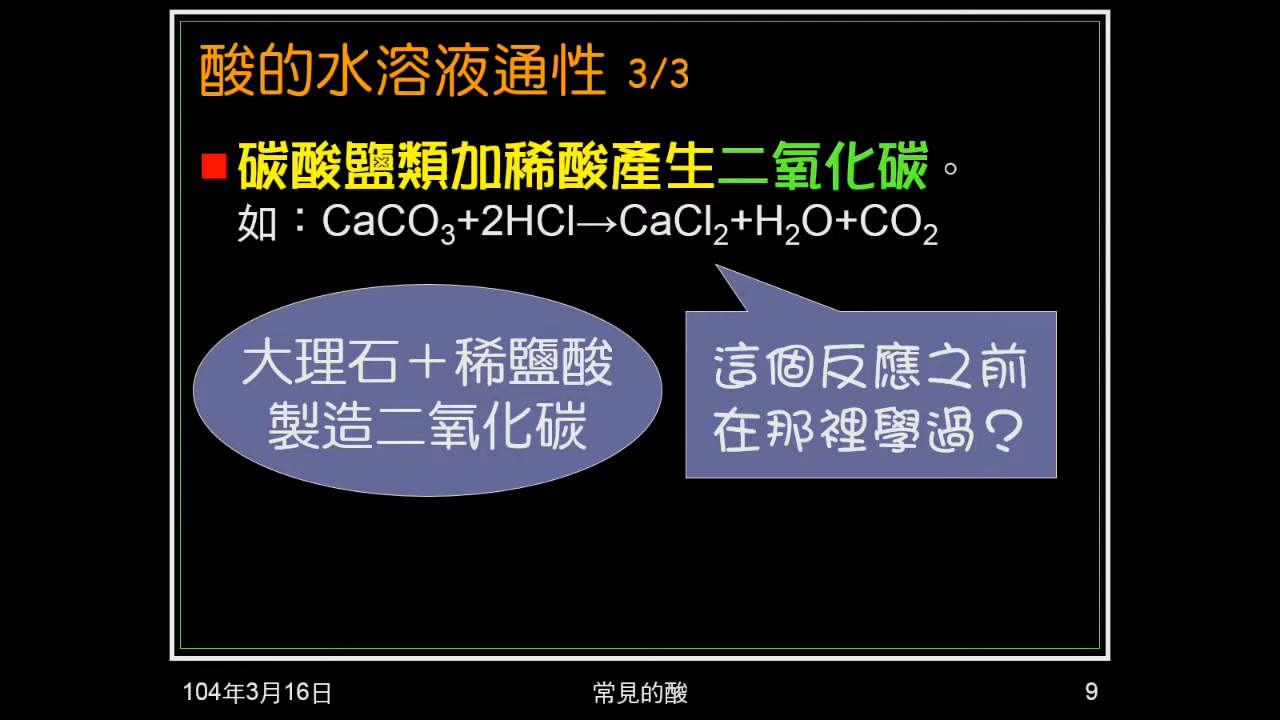 酸的水溶液通性 3/3
碳酸鹽類加稀酸產生二氧化碳。
如：CaCO₃+2HCl→CaCl₂+H₂O+CO₂
大理石＋稀鹽酸
製造二氧化碳
這個反應之前
在那裡學過？
104年3月16日
常見的酸
9